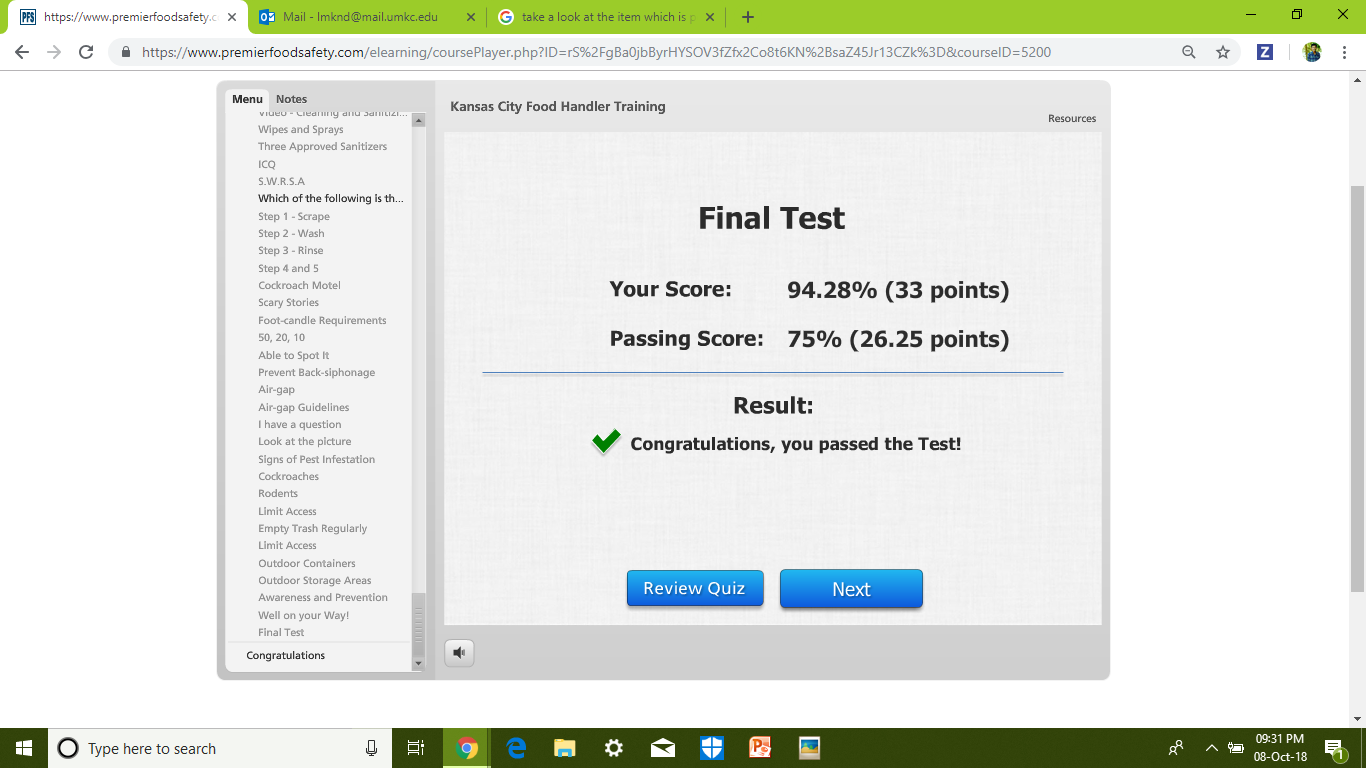 https://www.premierfoodsafety.c
Mail - lmknd@mail.umkc.edu
take a look at the item which is p
https://www.premierfoodsafety.com/elearning/coursePlayer.php?ID=rS%2FgBa0jbByrHYSOV3fZfx2Co8t6KN%2BsaZ45Jr13CZk%3D&courseID=5200
Menu
Notes
Kansas City Food Handler Training
Resources
Video - Cleaning and Sanitizi...
Wipes and Sprays
Three Approved Sanitizers
ICQ
S.W.R.S.A
Which of the following is th...
Step 1 - Scrape
Step 2 - Wash
Step 3 - Rinse
Step 4 and 5
Cockroach Motel
Scary Stories
Foot-candle Requirements
50, 20, 10
Able to Spot It
Prevent Back-siphonage
Air-gap
Air-gap Guidelines
I have a question
Look at the picture
Signs of Pest Infestation
Cockroaches
Rodents
Limit Access
Empty Trash Regularly
Limit Access
Outdoor Containers
Outdoor Storage Areas
Awareness and Prevention
Well on your Way!
Final Test
Congratulations
Final Test
Your Score: 94.28% (33 points)
Passing Score: 75% (26.25 points)
Result:
Congratulations, you passed the Test!
Review Quiz
Next
Type here to search
09:31 PM
08-Oct-18
1